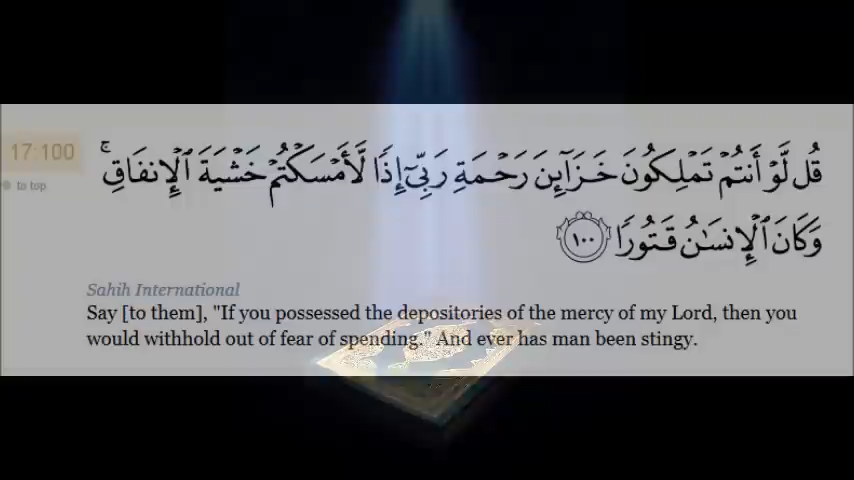 17:100
قُل لَّوْ أَنتُمْ تَمْلِكُونَ خَزَآئِنَ رَحْمَةِ رَبِّىٓ إِذًا لَّأَمْسَكْتُمْ خَشْيَةَ ٱلْإِنفَاقِ ۚ
to top
وَكَانَ ٱلْإِنسَـٰنُ قَتُورًا ١٠٠
Sahih International
Say [to them], "If you possessed the depositories of the mercy of my Lord, then you
would withhold out of fear of spending." And ever has man been stingy.